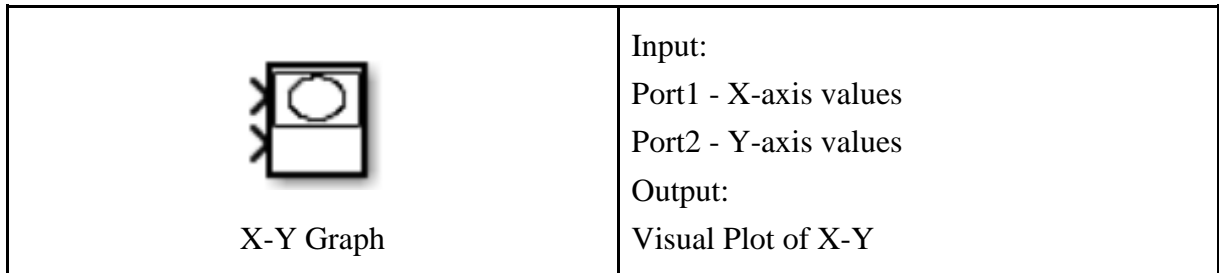 X-Y Graph
Input:
Port1 - X-axis values
Port2 - Y-axis values
Output:
Visual Plot of X-Y